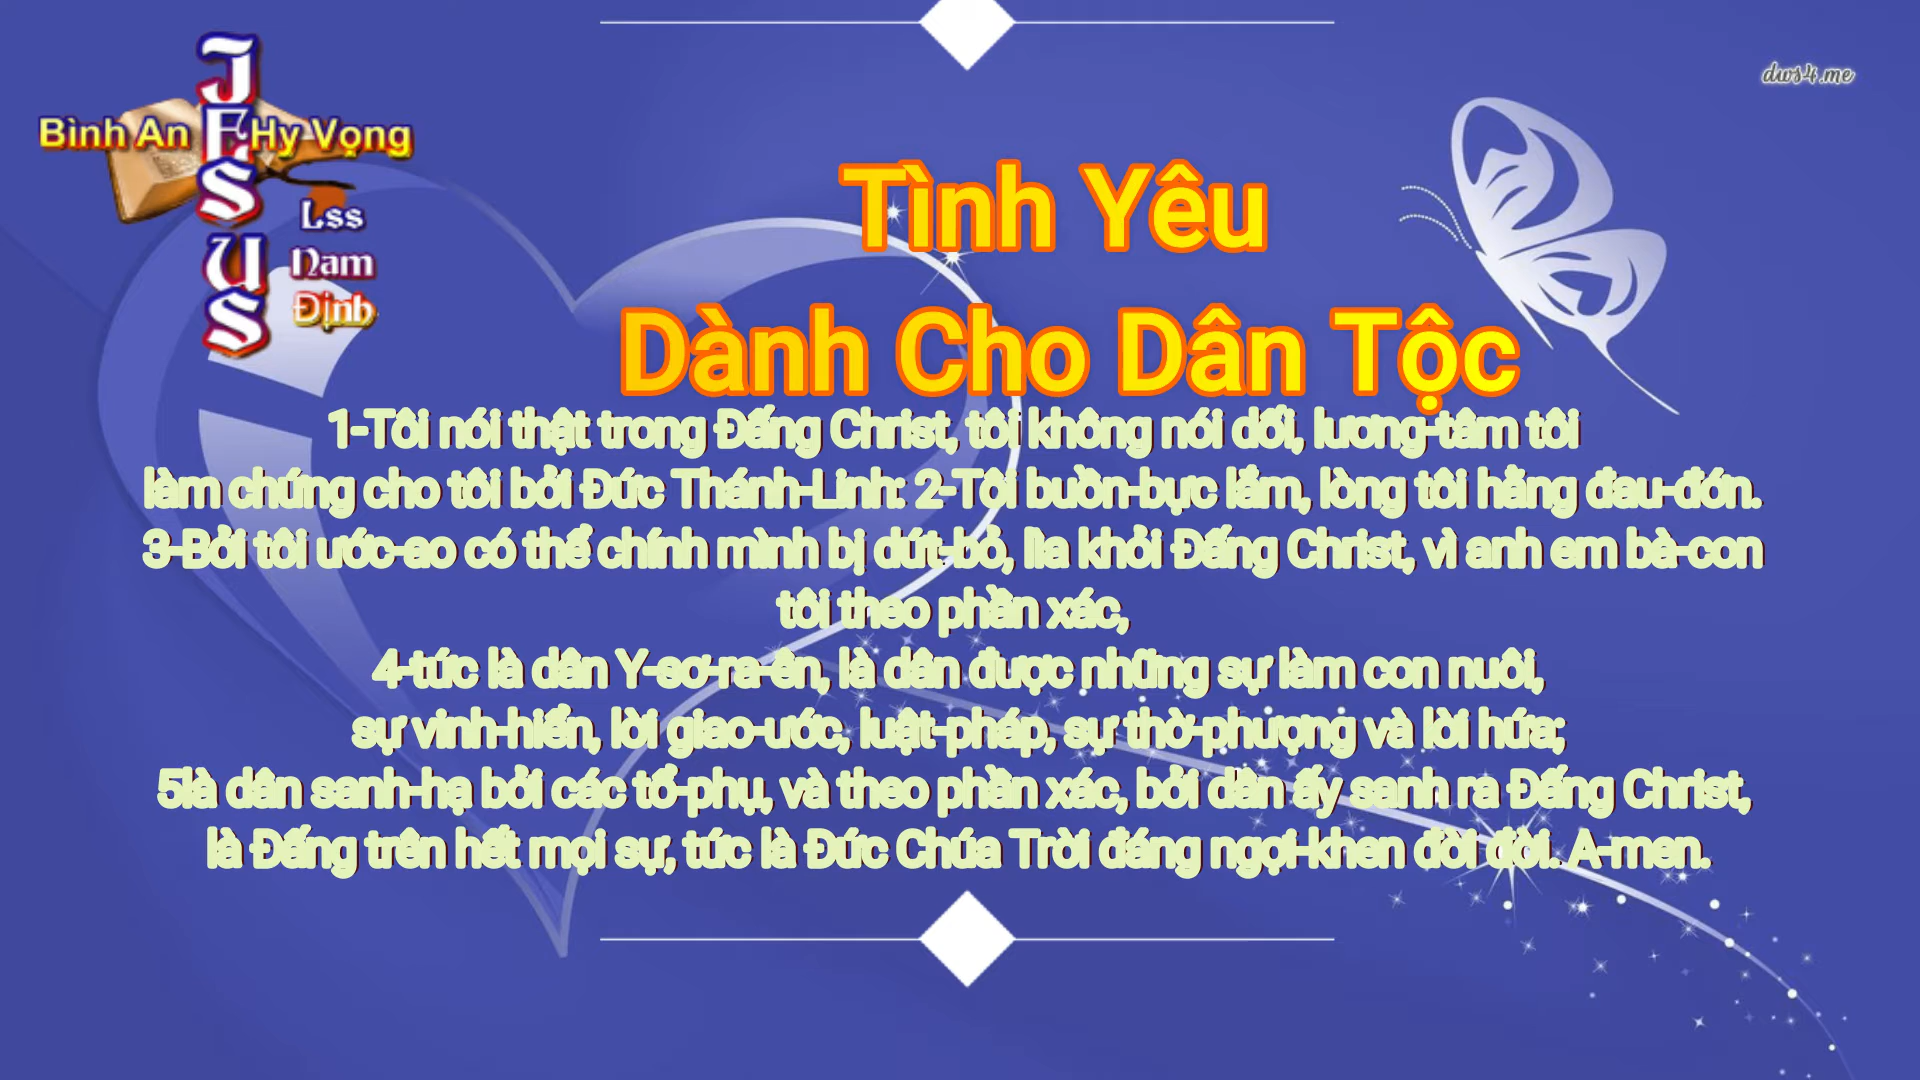 JESUS
Bình An Hy Vọng
Lss
Nam
Định
dws4.me
Tình Yêu
Dành Cho Dân Tộc
1-Tôi nói thật trong Đấng Christ, tôi không nói dối, lương-tâm tôi
làm chứng cho tôi bởi Đức Thánh-Linh: 2-Tôi buồn-bực lắm, lòng tôi hằng đau-đớn.
3-Bởi tôi ước-ao có thể chính mình bị dứt-bỏ, lìa khỏi Đấng Christ, vì anh em bà-con
tôi theo phần xác,
4-tức là dân Y-sơ-ra-ên, là dân được những sự làm con nuôi,
sự vinh-hiển, lời giao-ước, luật-pháp, sự thờ-phượng và lời hứa;
5là dân sanh-hạ bởi các tổ-phụ, và theo phần xác, bởi dân ấy sanh ra Đấng Christ,
là Đấng trên hết mọi sự, tức là Đức Chúa Trời đáng ngợi-khen đời đời. A-men.